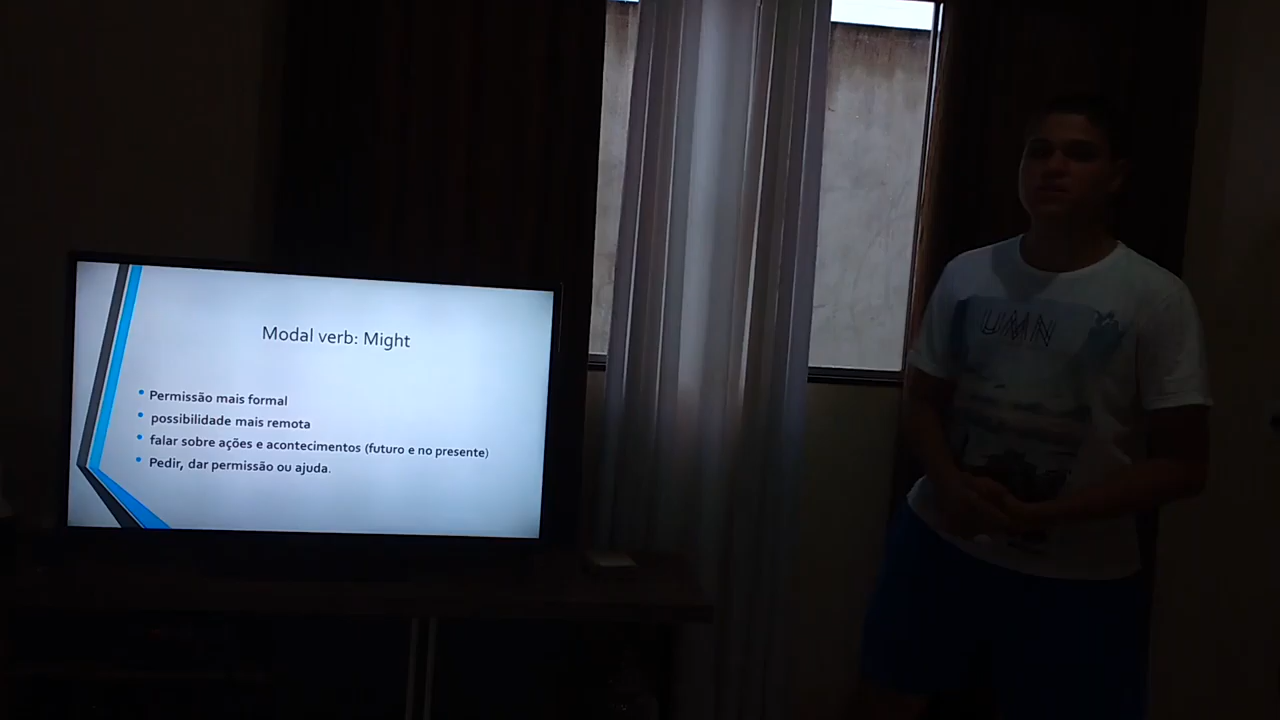 Modal verb: Might
Permissão mais formal
possibilidade mais remota
falar sobre ações e acontecimentos (futuro e no presente)
Pedir, dar permissão ou ajuda.